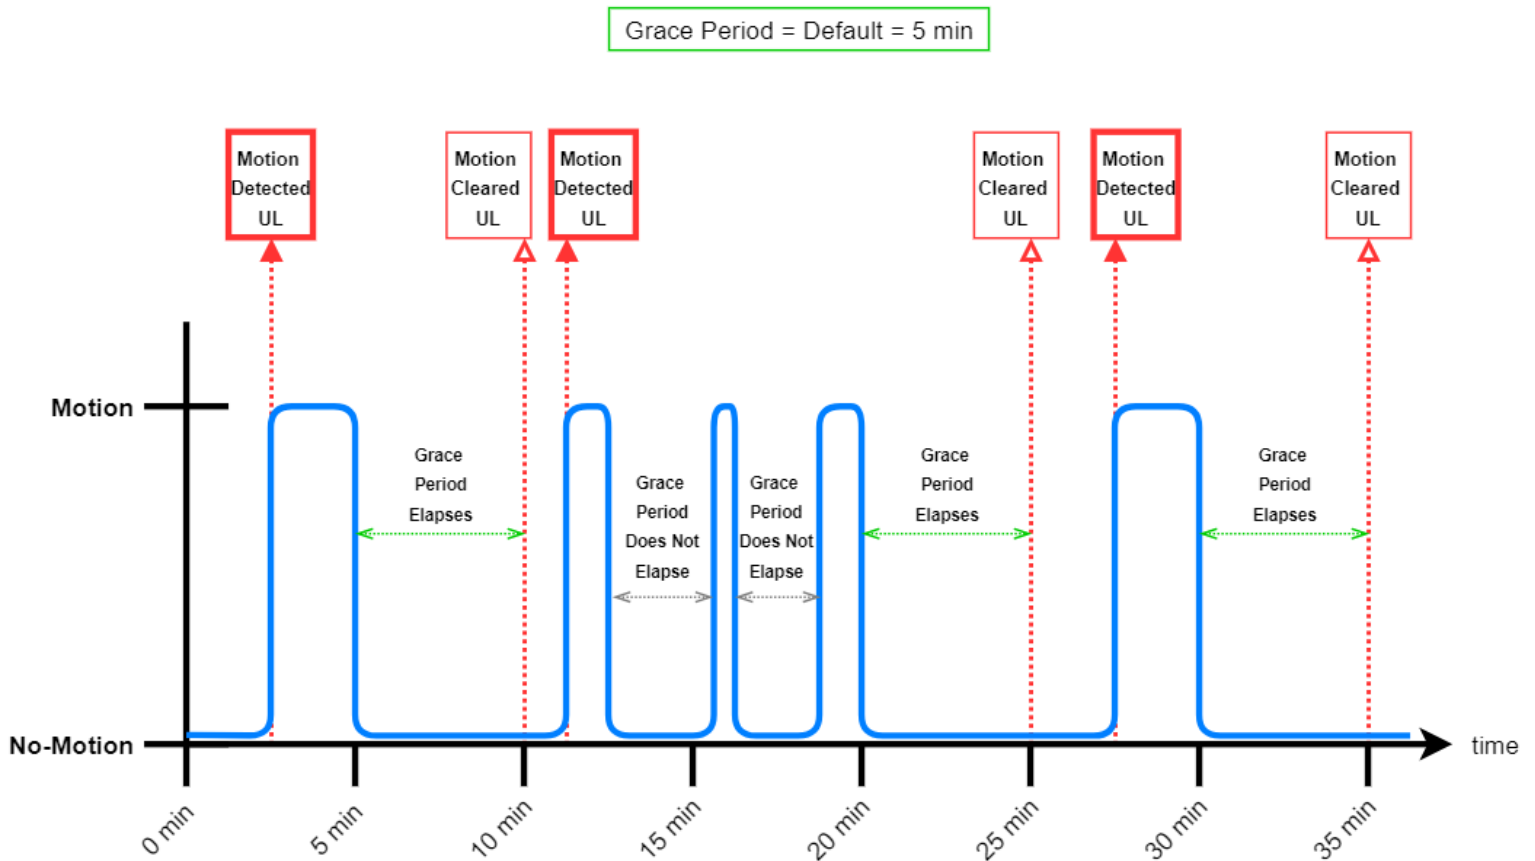 Grace Period = Default = 5 min
Motion
Detected
UL
Motion
Cleared
UL
Motion
Detected
UL
Motion
Cleared
UL
Motion
Detected
UL
Motion
Cleared
UL
Motion
Grace
Period
Elapses
Grace
Period
Does Not
Elapse
Grace
Period
Does Not
Elapse
Grace
Period
Elapses
Grace
Period
Elapses
No-Motion
time
0 min
5 min
10 min
15 min
20 min
25 min
30 min
35 min